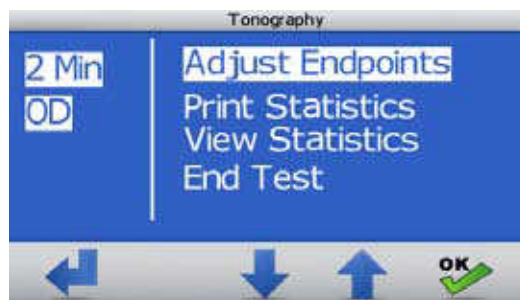 Tonography
2 Min
OD
Adjust Endpoints
Print Statistics
View Statistics
End Test
OK